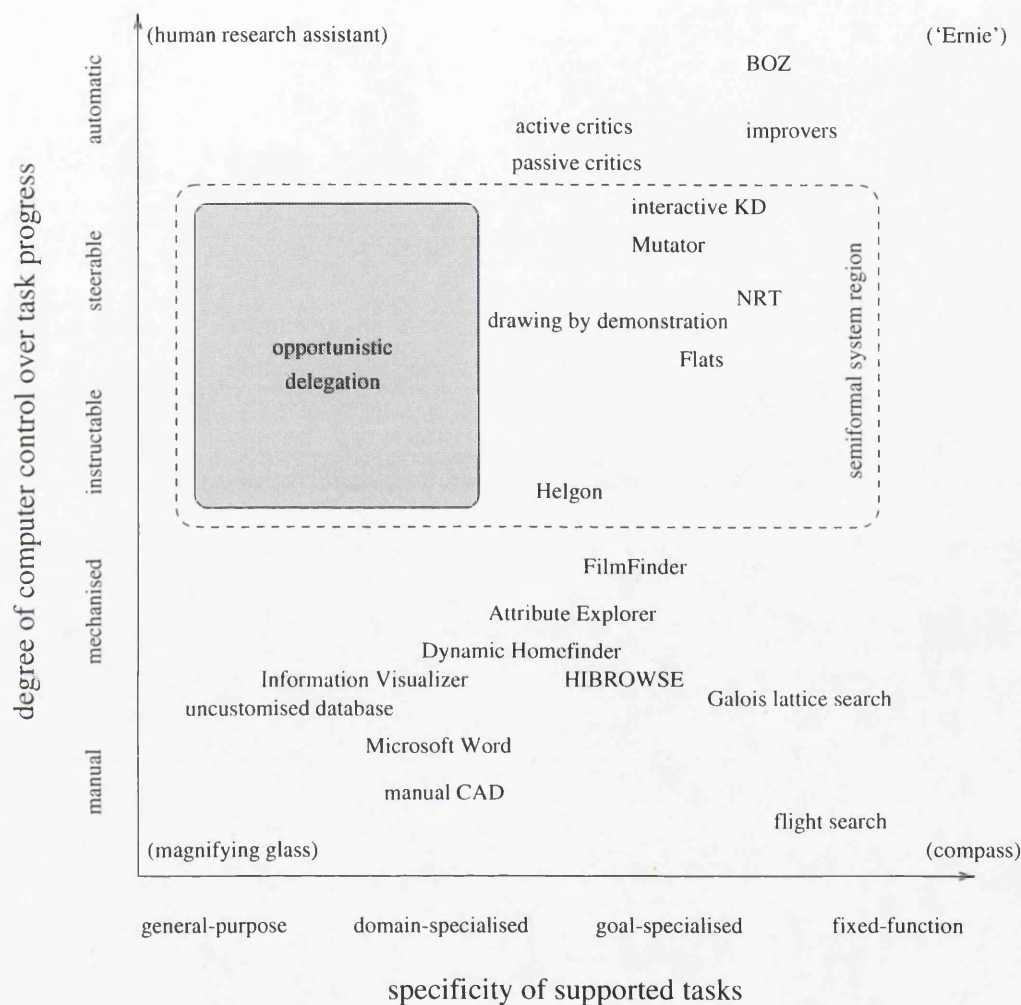 (human research assistant)
('Ernie')
BOZ
active critics
improvers
passive critics
interactive KD
Mutator
NRT
drawing by demonstration
Flats
opportunistic
delegation
Helgon
semiformal system region
FilmFinder
Attribute Explorer
Dynamic Homefinder
Information Visualizer
HIBROWSE
uncustomised database
Galois lattice search
Microsoft Word
manual CAD
flight search
(magnifying glass)
(compass)
degree of computer control over task progress
automatic
steerable
instructable
mechanised
manual
general-purpose
domain-specialised
goal-specialised
fixed-function
specificity of supported tasks